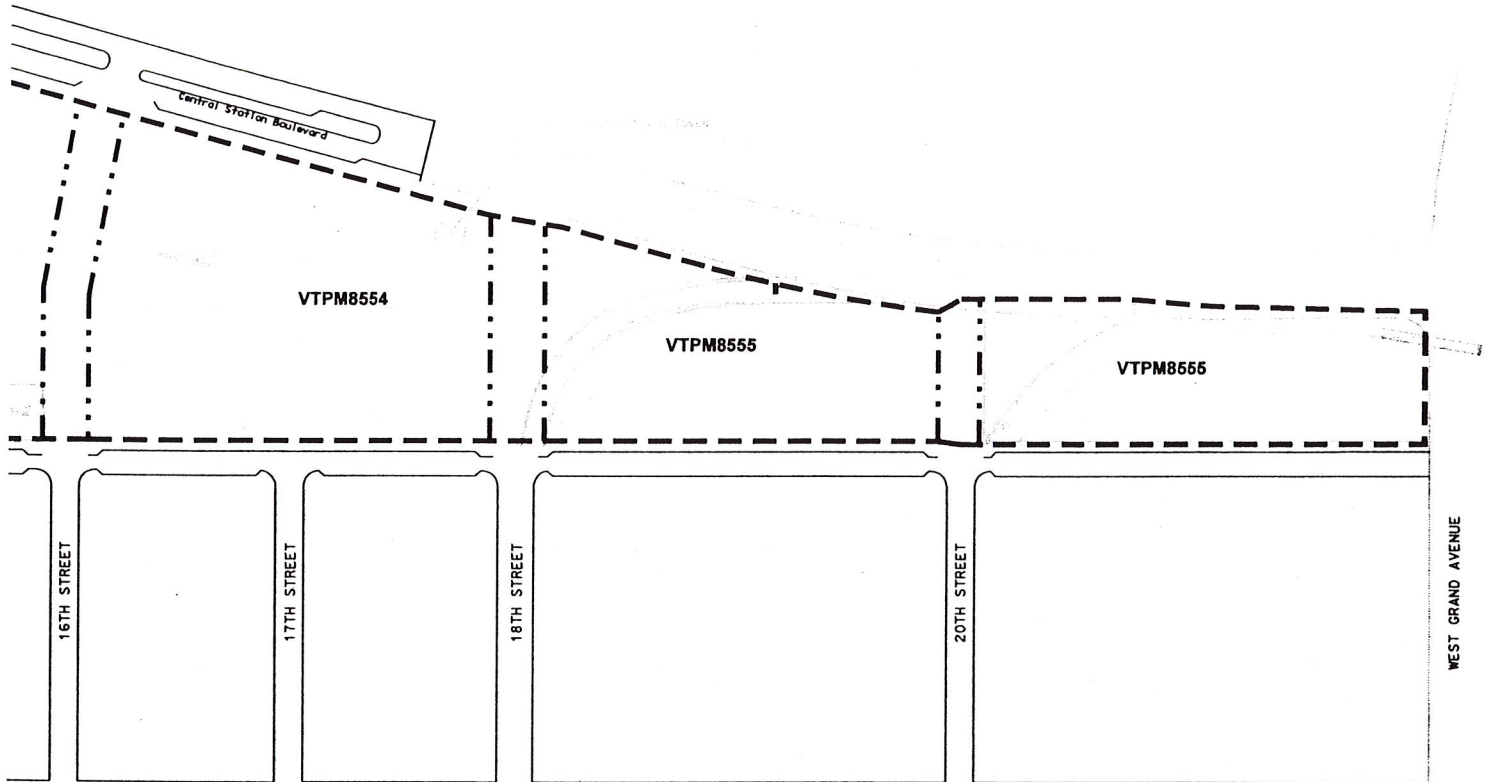 Central Station Boulevard
VTPM8554
VTPM8555
VTPM8555
16TH STREET
17TH STREET
18TH STREET
20TH STREET
WEST GRAND AVENUE